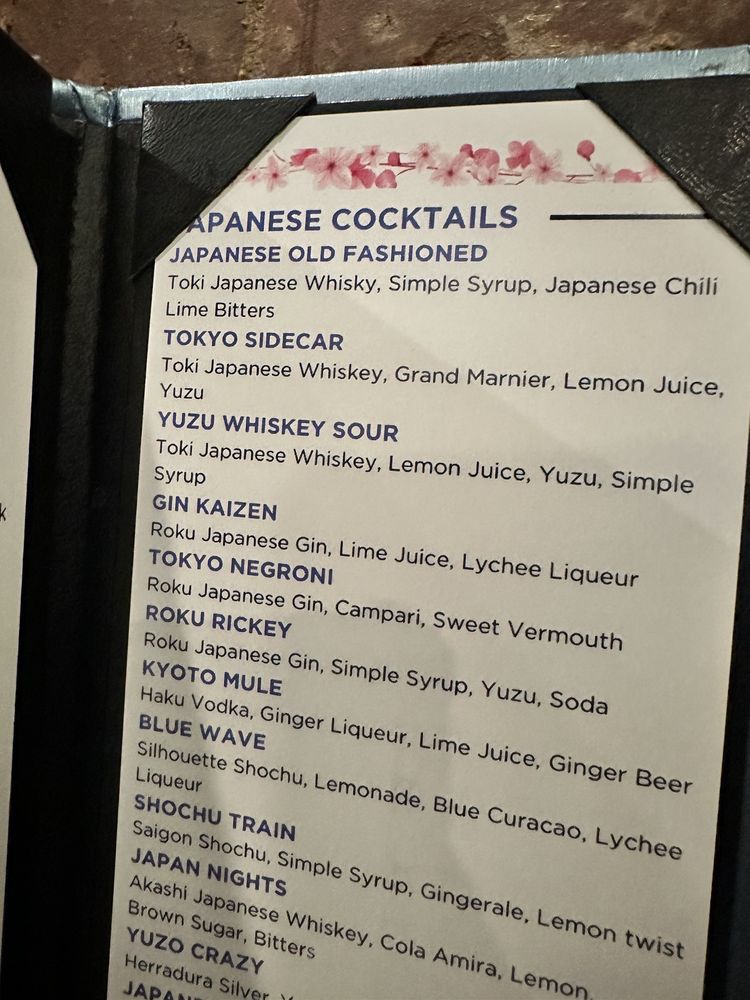 APANESE COCKTAILS
JAPANESE OLD FASHIONED
Toki Japanese Whisky, Simple Syrup, Japanese Chili
Lime Bitters
TOKYO SIDECAR
Toki Japanese Whiskey, Grand Marnier, Lemon Juice,
Yuzu
YUZU WHISKEY SOUR
Toki Japanese Whiskey, Lemon Juice, Yuzu, Simple
Syrup
GIN KAIZEN
Roku Japanese Gin, Lime Juice, Lychee Liqueur
TOKYO NEGRONI
Roku Japanese Gin, Campari, Sweet Vermouth
ROKU RICKEY
Roku Japanese Gin, Simple Syrup, Yuzu, Soda
KYOTO MULE
Haku Vodka, Ginger Liqueur, Lime Juice, Ginger Beer
BLUE WAVE
Silhouette Shochu, Lemonade, Blue Curacao, Lychee
Liqueur
SHOCHU TRAIN
Saigon Shochu, Simple Syrup, Gingerale, Lemon twist
JAPAN NIGHTS
Akashi Japanese Whiskey, Cola Amira, Lemon,
Brown Sugar, Bitters
YUZO CRAZY
Herradura Silver,